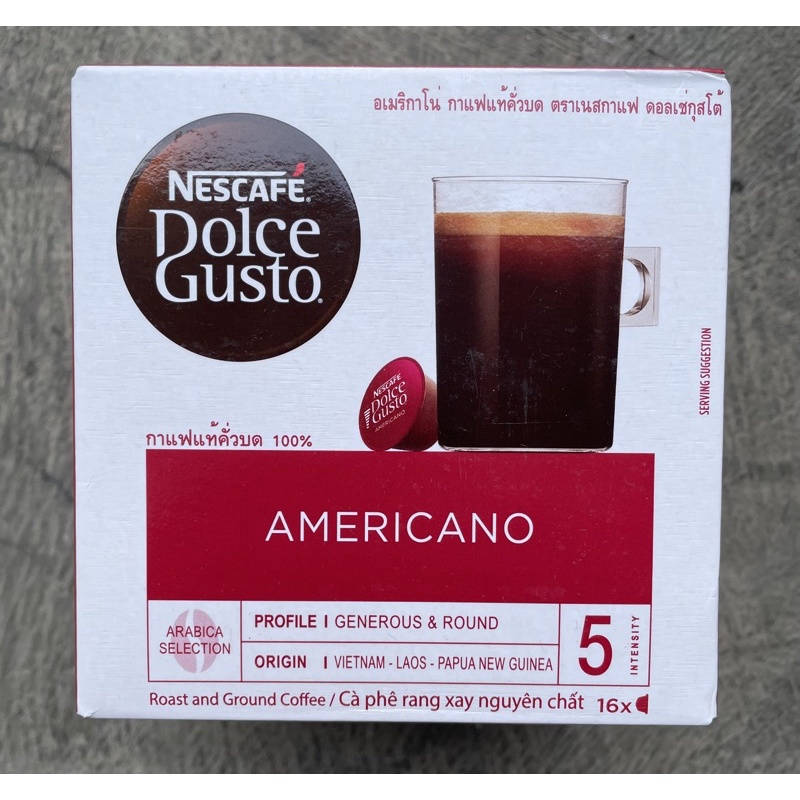 อเมริกาโน่ กาแฟแท้คั่วบด ตราเนสกาแฟ ดอลเช่กุสโต้
NESCAFÉ®
Dolce
Gusto®
NESCAFÉ
Dolce
Gusto
AMERICANO
SERVING SUGGESTION
กาแฟแท้คั่วบด 100%
AMERICANO
ARABICA
SELECTION
PROFILE | GENEROUS & ROUND
ORIGIN | VIETNAM - LAOS - PAPUA NEW GUINEA
5
INTENSITY
Roast and Ground Coffee / Cà phê rang xay nguyên chất 16x